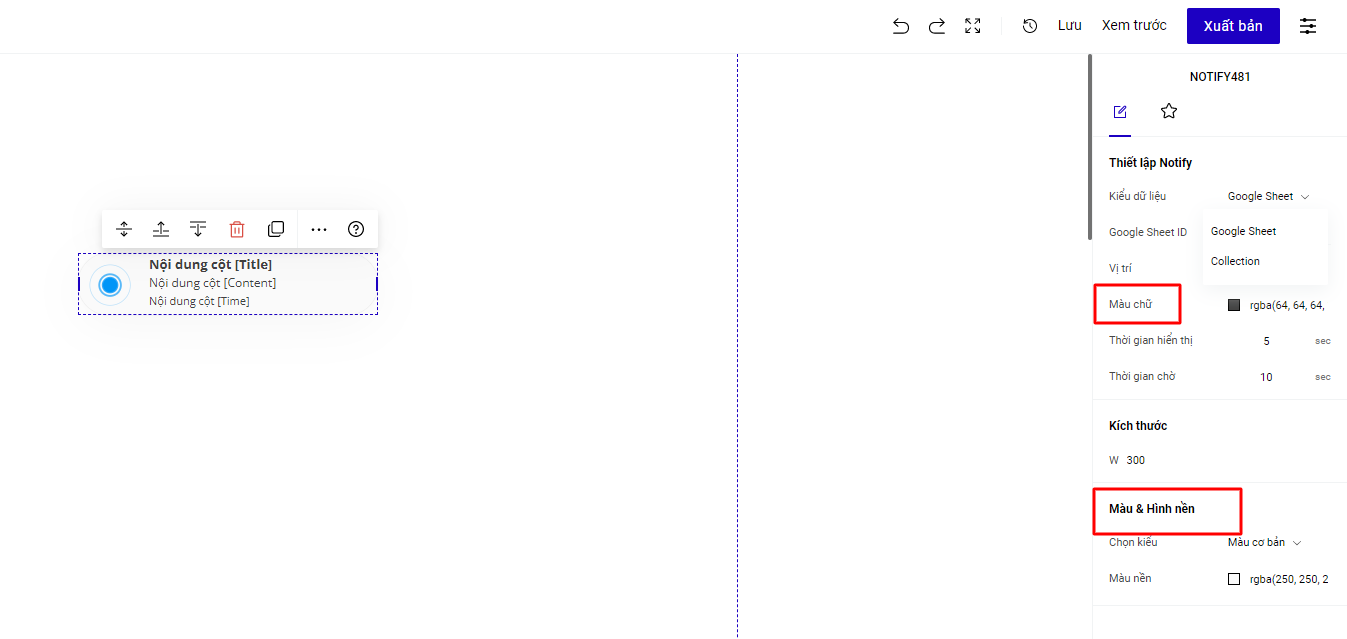 Lưu Xem trước Xuất bản
NOTIFY481
Thiết lập Notify
Kiểu dữ liệu Google Sheet
Google Sheet ID Google Sheet
Collection
Vị trí
Màu chữ rgba(64, 64, 64,
Thời gian hiển thị 5 sec
Thời gian chờ 10 sec
Kích thước
W 300
Màu & Hình nền
Chọn kiểu Màu cơ bản
Màu nền rgba(250, 250, 2
Nội dung cột [Title]
Nội dung cột [Content]
Nội dung cột [Time]